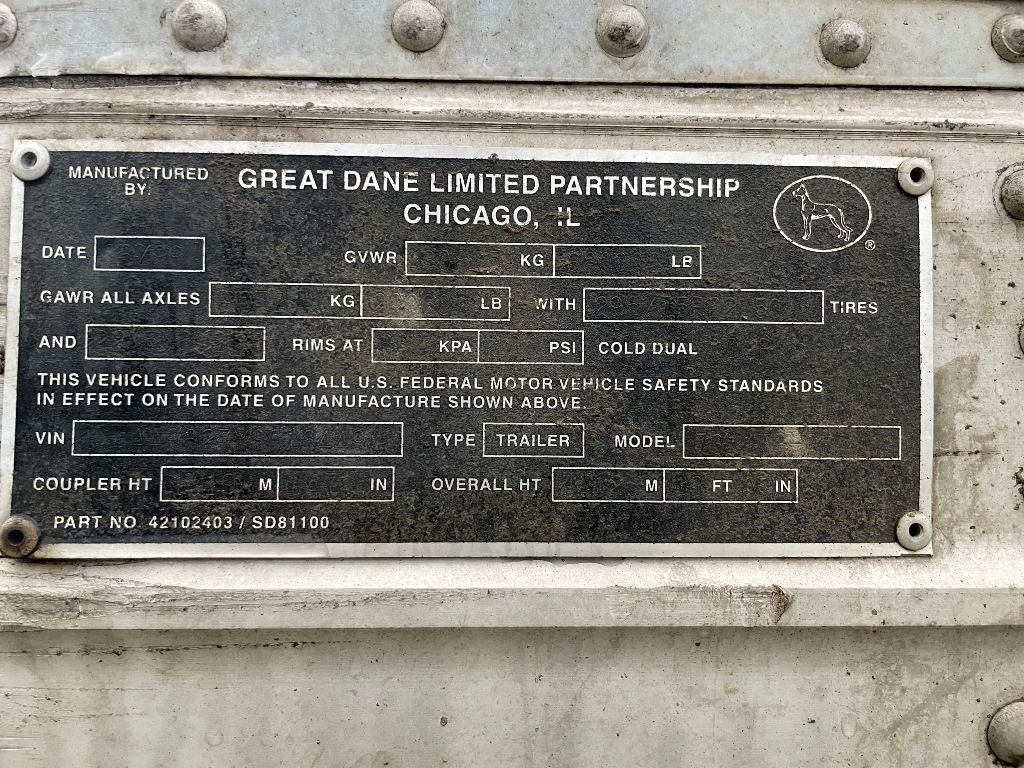 MANUFACTURED BY: GREAT DANE LIMITED PARTNERSHIP
CHICAGO, IL
®
DATE GVWR KG LB
GAWR ALL AXLES KG LB WITH TIRES
AND RIMS AT KPA PSI COLD DUAL
THIS VEHICLE CONFORMS TO ALL U.S. FEDERAL MOTOR VEHICLE SAFETY STANDARDS
IN EFFECT ON THE DATE OF MANUFACTURE SHOWN ABOVE.
VIN TYPE TRAILER MODEL
COUPLER HT M IN OVERALL HT M FT IN
PART NO 42102403 / SD81100